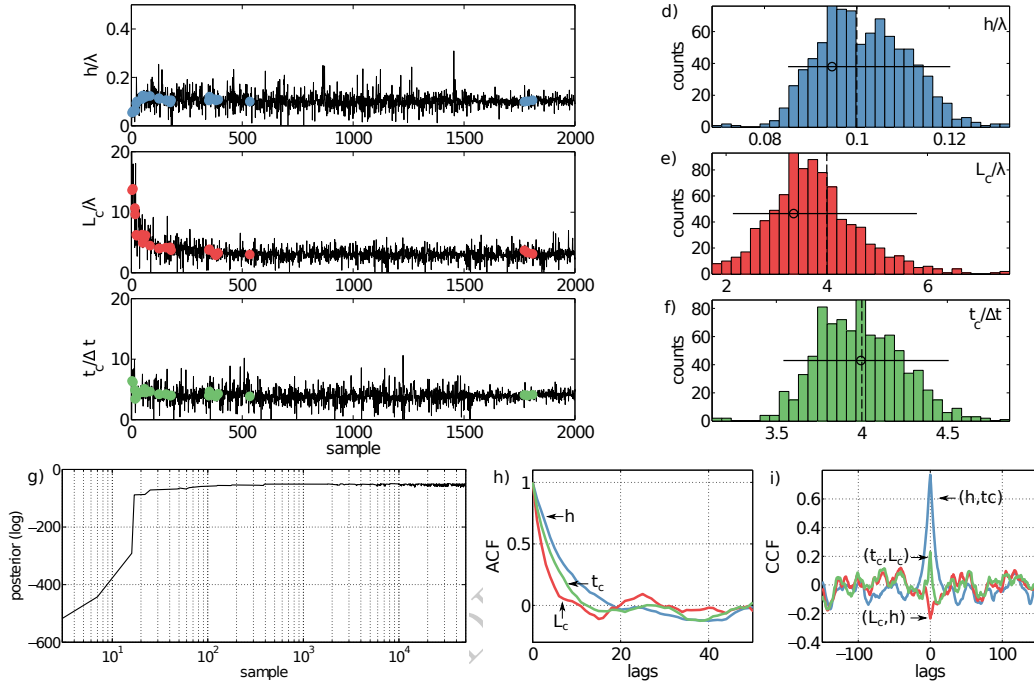 0.4
0.2
0
h/λ
0 500 1000 1500 2000
20
10
0
L_c/λ
0 500 1000 1500 2000
20
10
0
t_c/Δ t
0 500 1000 1500 2000
sample
d)
h/λ
60
40
20
0
counts
0.08 0.1 0.12
e)
L_c/λ
80
60
40
20
0
counts
2 4 6
f)
t_c/Δt
80
60
40
20
0
counts
3.5 4 4.5
g)
0
−200
−400
−600
posterior (log)
10^1 10^2 10^3 10^4
sample
h)
1
0.5
0
ACF
h
t_c
L_c
0 20 40
lags
i)
0.6
0.4
0.2
0
−0.2
−0.4
CCF
(h,tc)
(t_c,L_c)
(L_c,h)
−100 0 100
lags